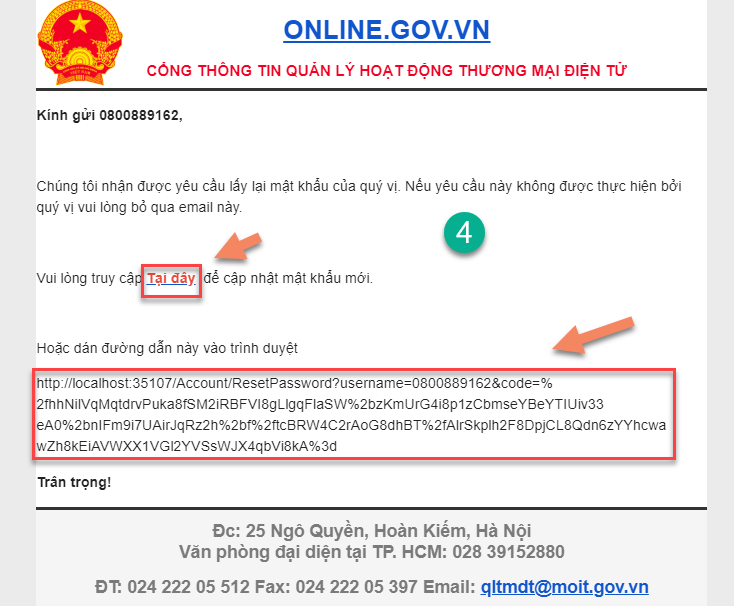 ONLINE.GOV.VN
CỔNG THÔNG TIN QUẢN LÝ HOẠT ĐỘNG THƯƠNG MẠI ĐIỆN TỬ
Kính gửi 0800889162,
Chúng tôi nhận được yêu cầu lấy lại mật khẩu của quý vị. Nếu yêu cầu này không được thực hiện bởi
quý vị vui lòng bỏ qua email này.
4
Vui lòng truy cập Tại đây để cập nhật mật khẩu mới.
Hoặc dán đường dẫn này vào trình duyệt
http://localhost:35107/Account/ResetPassword?username=0800889162&code=%
2fhhNilVqMqtdrvPuka8fSM2iRBFVI8gLIgqFIaSW%2bzKmUrG4i8p1zCbmseYBeYTIUiv33
eA0%2bnIFm9i7UAirJqRz2h%2bf%2ftcBRW4C2rAoG8dhBT%2fAlrSkplh2F8DpjCL8Qdn6zYYhcwa
wZh8kEiAVWXX1VGl2YVSsWJX4qbVi8kA%3d
Trân trọng!
Đc: 25 Ngô Quyền, Hoàn Kiếm, Hà Nội
Văn phòng đại diện tại TP. HCM: 028 39152880
ĐT: 024 222 05 512 Fax: 024 222 05 397 Email: qltmdt@moit.gov.vn